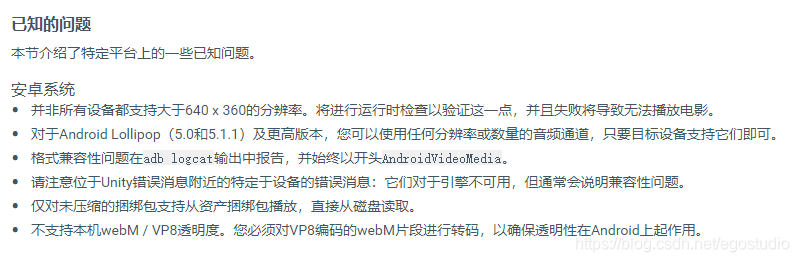 已知的问题
本节介绍了特定平台上的一些已知问题。
安卓系统
• 并非所有设备都支持大于640 x 360的分辨率。将进行运行时检查以验证这一点，并且失败将导致无法播放电影。
• 对于Android Lollipop（5.0和5.1.1）及更高版本，您可以使用任何分辨率或数量的音频通道，只要目标设备支持它们即可。
• 格式兼容性问题在adb logcat输出中报告，并始终以开头AndroidVideoMedia。
• 请注意位于Unity错误消息附近的特定于设备的错误消息：它们对于引擎不可用，但通常会说明兼容性问题。
• 仅对未压缩的捆绑包支持从资产捆绑包播放，直接从磁盘读取。
• 不支持本机webM / VP8透明度。您必须对VP8编码的webM片段进行转码，以确保透明性在Android上起作用。
https://blog.csdn.net/egostudio